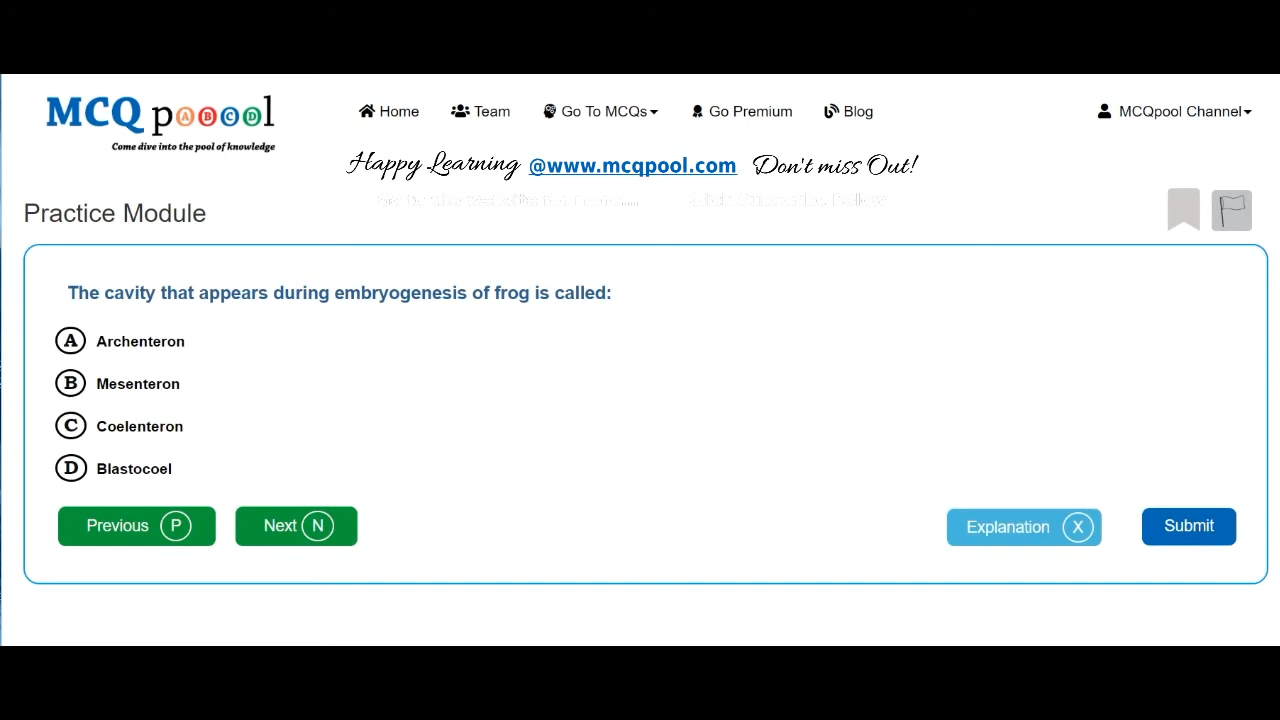 MCQ pooool
A B C D
Come dive into the pool of knowledge
Home Team Go To MCQs Go Premium Blog MCQpool Channel
Happy Learning @www.mcqpool.com Don't miss Out!
Practice Module
The cavity that appears during embryogenesis of frog is called:
A Archenteron
B Mesenteron
C Coelenteron
D Blastocoel
Previous P Next N Explanation X Submit